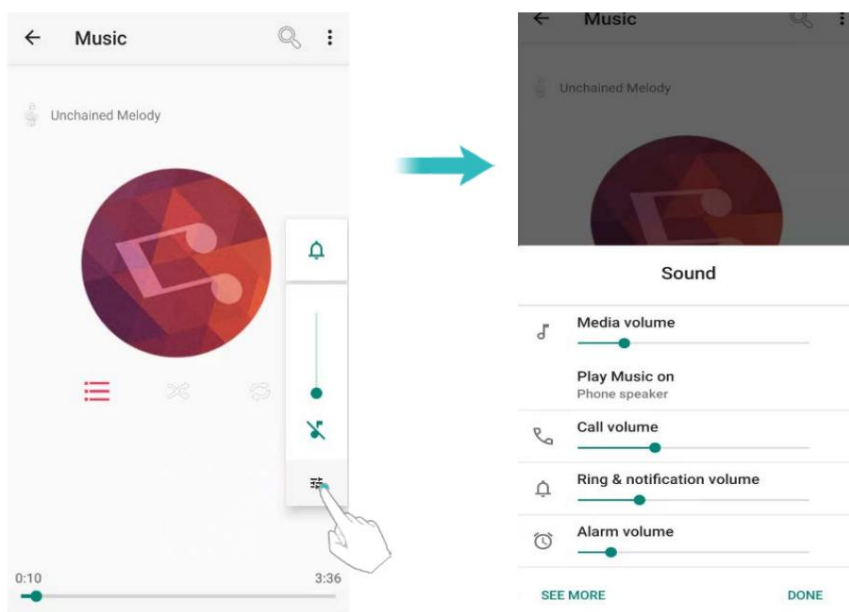 Music
Unchained Melody
0:10
3:36
Music
Unchained Melody
Sound
Media volume
Play Music on
Phone speaker
Call volume
Ring & notification volume
Alarm volume
SEE MORE
DONE